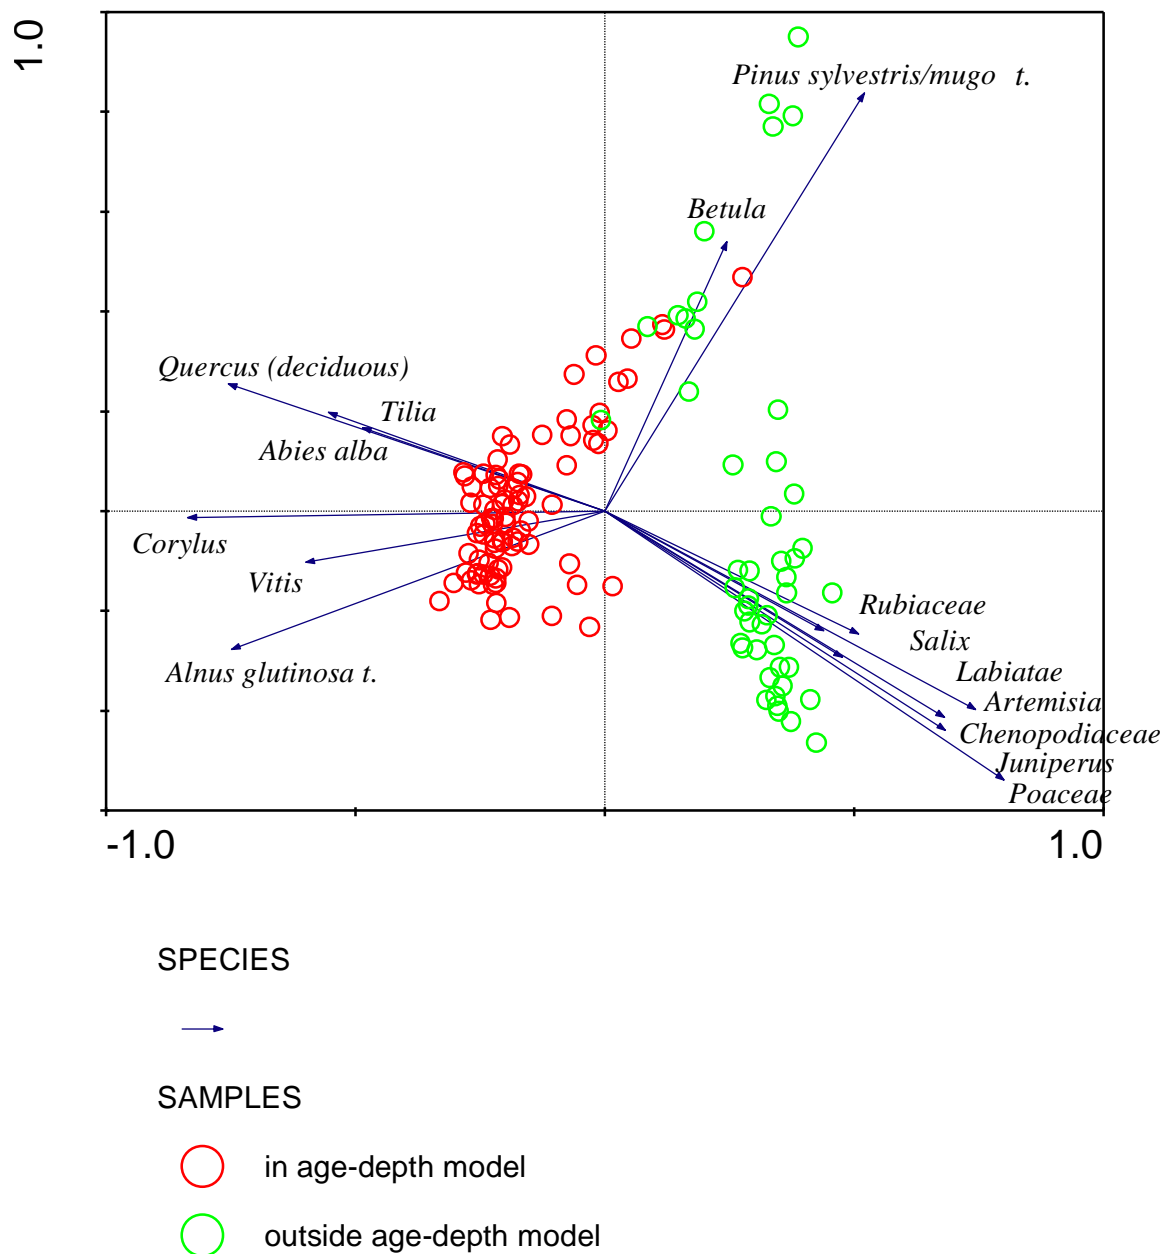 1.0
Pinus sylvestris/mugo t.
Betula
Quercus (deciduous)
Tilia
Abies alba
Corylus
Vitis
Alnus glutinosa t.
Rubiaceae
Salix
Labiatae
Artemisia
Chenopodiaceae
Juniperus
Poaceae
-1.0 1.0
SPECIES
SAMPLES
in age-depth model
outside age-depth model